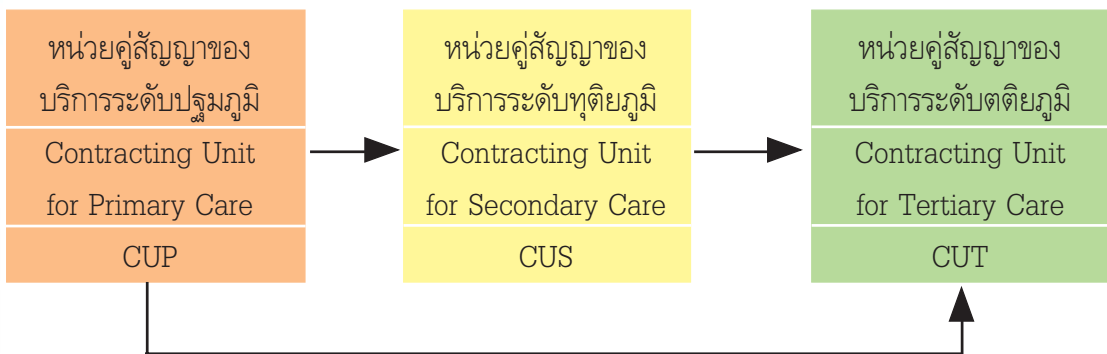 หน่วยคู่สัญญาของ
บริการระดับปฐมภูมิ
Contracting Unit
for Primary Care
CUP
หน่วยคู่สัญญาของ
บริการระดับทุติยภูมิ
Contracting Unit
for Secondary Care
CUS
หน่วยคู่สัญญาของ
บริการระดับตติยภูมิ
Contracting Unit
for Tertiary Care
CUT